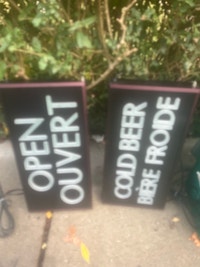 OPEN
OUVERT
COLD BEER
BIÈRE FROIDE